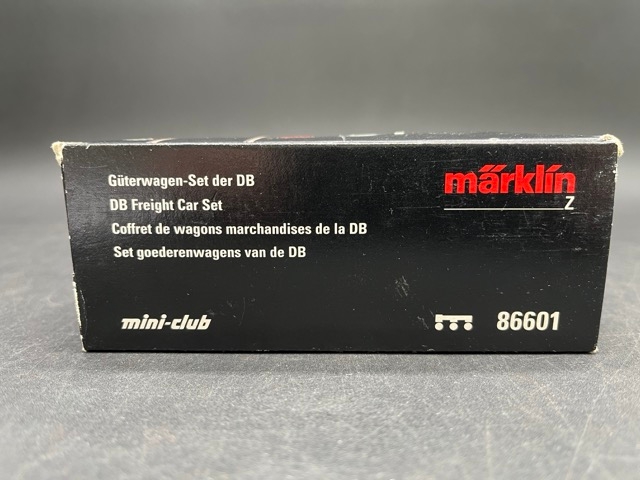 Güterwagen-Set der DB
DB Freight Car Set
Coffret de wagons marchandises de la DB
Set goederenwagens van de DB
märklin
Z
mini-club
86601